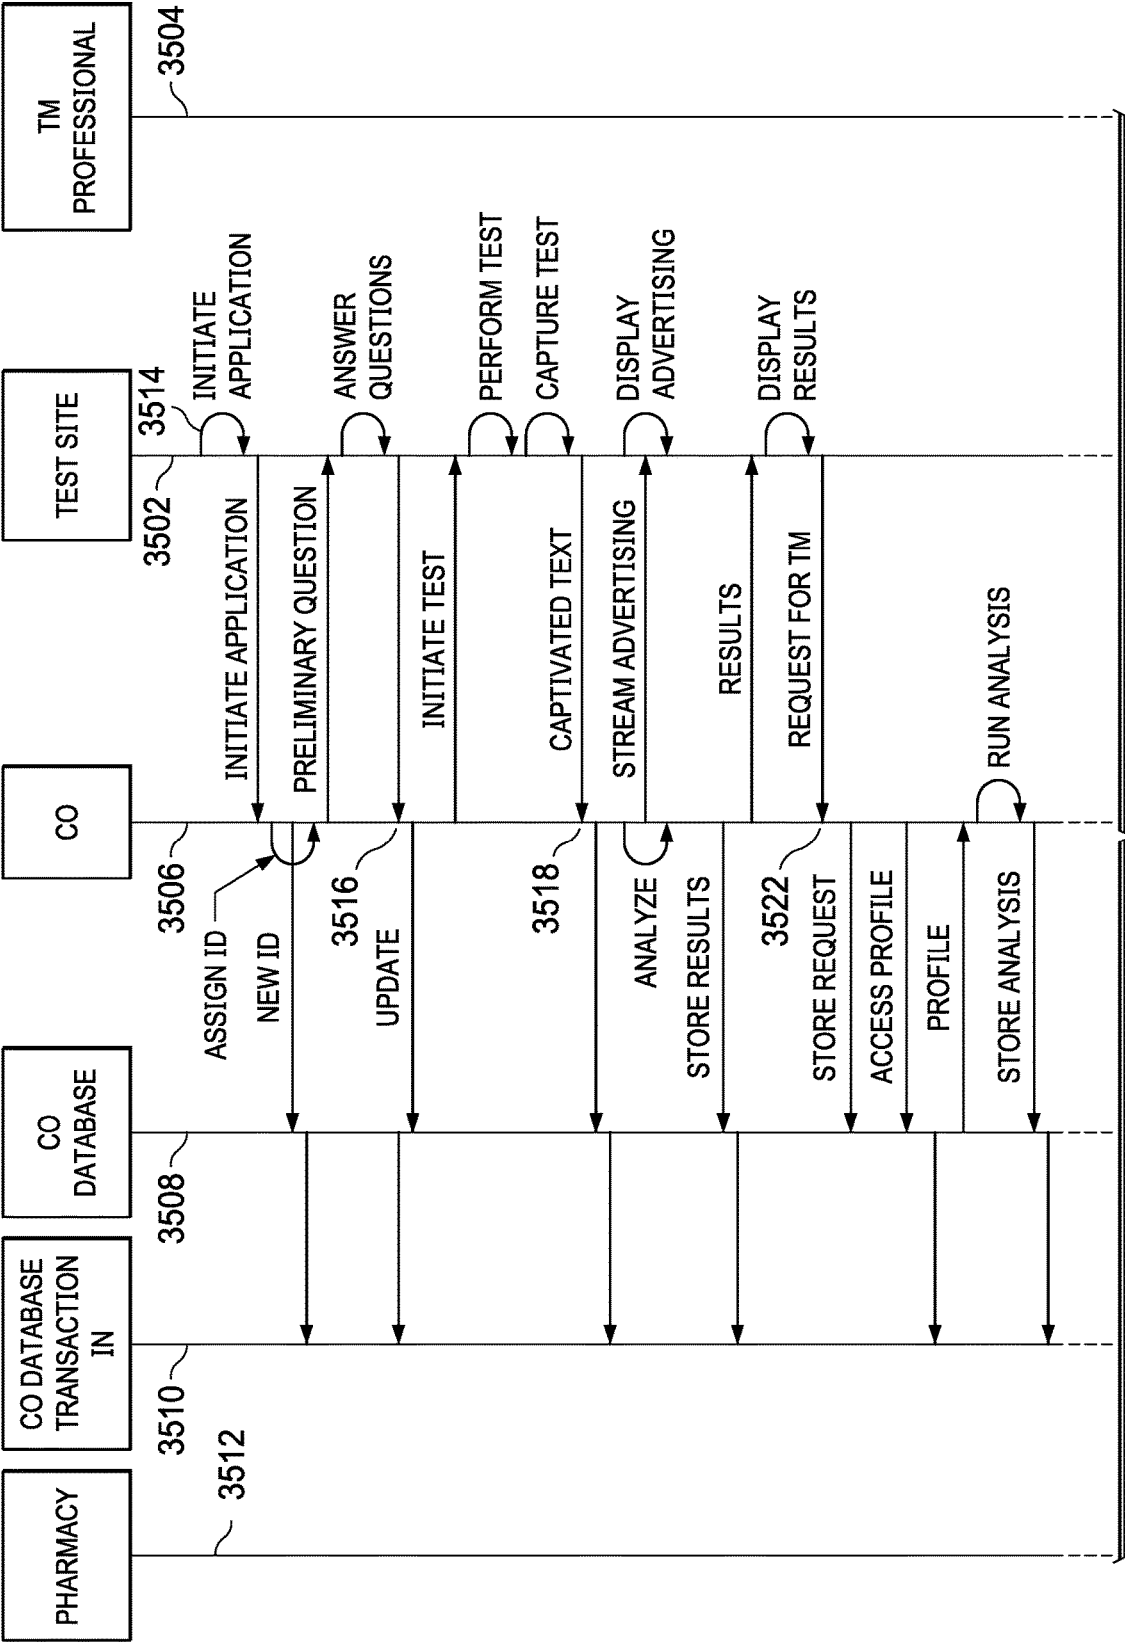 PHARMACY
CO DATABASE
TRANSACTION
IN
CO
DATABASE
CO
TEST SITE
TM
PROFESSIONAL
3512
3510
3508
3506
3502
3504
3514
INITIATE
APPLICATION
INITIATE APPLICATION
ASSIGN ID
NEW ID
PRELIMINARY QUESTION
ANSWER
QUESTIONS
3516
UPDATE
INITIATE TEST
PERFORM TEST
CAPTURE TEST
CAPTIVATED TEXT
3518
STREAM ADVERTISING
DISPLAY
ADVERTISING
ANALYZE
STORE RESULTS
RESULTS
DISPLAY
RESULTS
REQUEST FOR TM
3522
STORE REQUEST
ACCESS PROFILE
PROFILE
RUN ANALYSIS
STORE ANALYSIS